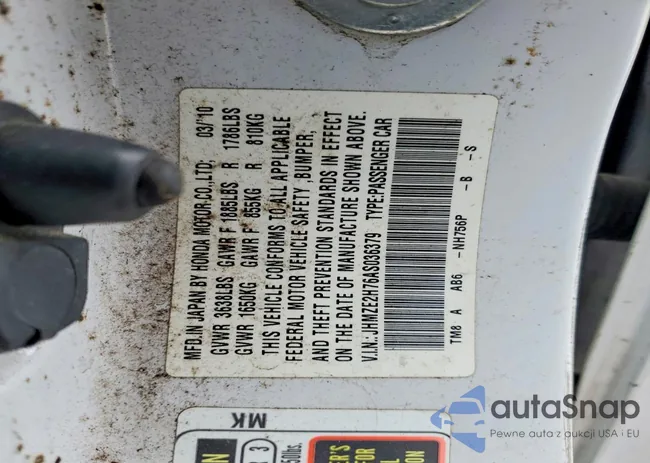 MFD.IN JAPAN BY HONDA MOTOR.CO.,LTD; 03/'10
GVWR 3638LBS GAWR F 1885LBS R 1786LBS
GVWR 1650KG GAWR F 855KG R 810KG
THIS VEHICLE CONFORMS TO ALL APPLICABLE
FEDERAL MOTOR VEHICLE SAFETY ,BUMPER,
AND THEFT PREVENTION STANDARDS IN EFFECT
ON THE DATE OF MANUFACTURE SHOWN ABOVE.
V.I.N.:JHMZE2H76AS036379 TYPE:PASSENGER CAR
TM8 A AB6 -NH756P -B -S
MK
autaSnap
Pewne auta z aukcji USA · EU